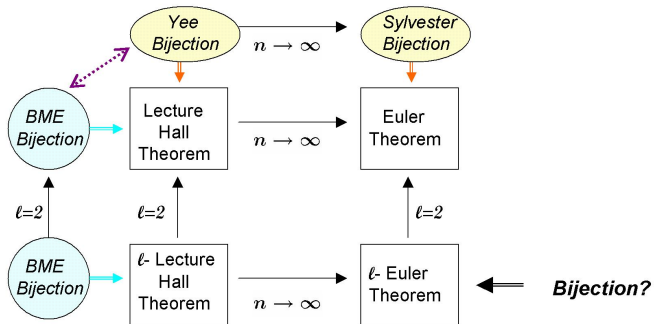 Yee
Bijection
n → ∞
Sylvester
Bijection
BME
Bijection
Lecture
Hall
Theorem
n → ∞
Euler
Theorem
ℓ=2
ℓ=2
ℓ=2
BME
Bijection
ℓ- Lecture
Hall
Theorem
n → ∞
ℓ- Euler
Theorem
Bijection?